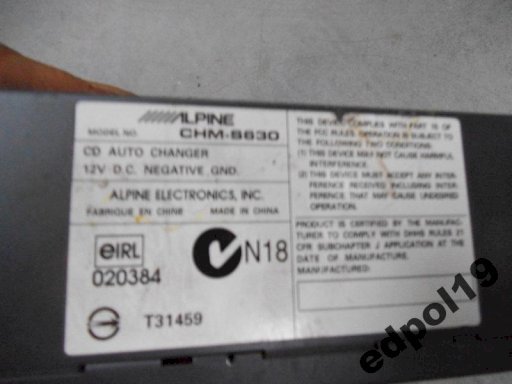 ALPINE
MODEL NO. CHM-S630
CD AUTO CHANGER
12V D.C. NEGATIVE GND.
ALPINE ELECTRONICS, INC.
FABRIQUE EN CHINE MADE IN CHINA
eIRL
020384
N18
T31459
THIS DEVICE COMPLIES WITH PART 15 OF
THE FCC RULES. OPERATION IS SUBJECT TO
THE FOLLOWING TWO CONDITIONS:
(1) THIS DEVICE MAY NOT CAUSE HARMFUL
INTERFERENCE.
(2) THIS DEVICE MUST ACCEPT ANY INTER-
FERENCE RECEIVED INCLUDING INTER-
FERENCE THAT MAY CAUSE UNDESIRED
OPERATION.
PRODUCT IS CERTIFIED BY THE MANUFAC-
TURER TO COMPLY WITH DHHS RULES 21
CFR SUBCHAPTER J APPLICATION AT THE
DATE OF MANUFACTURE.
edpol19